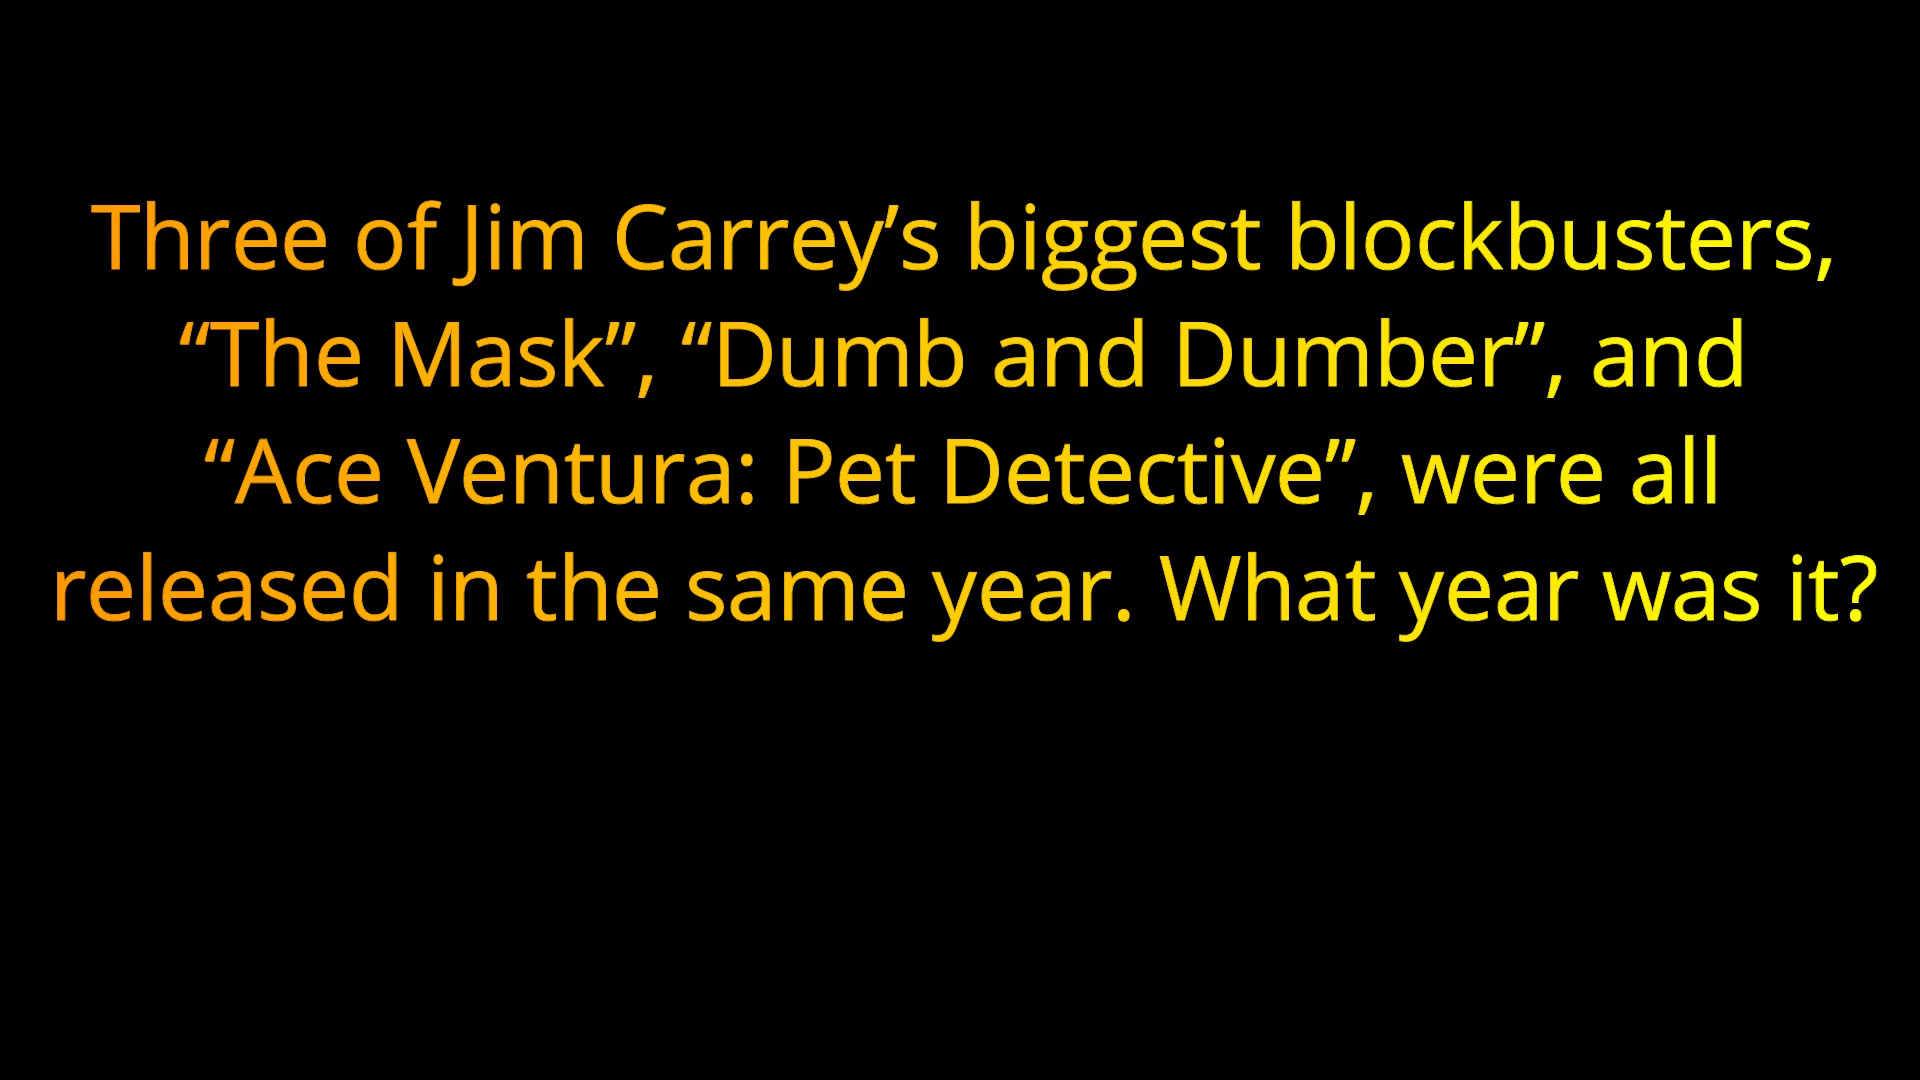 Three of Jim Carrey’s biggest blockbusters,
“The Mask”, “Dumb and Dumber”, and
“Ace Ventura: Pet Detective”, were all
released in the same year. What year was it?